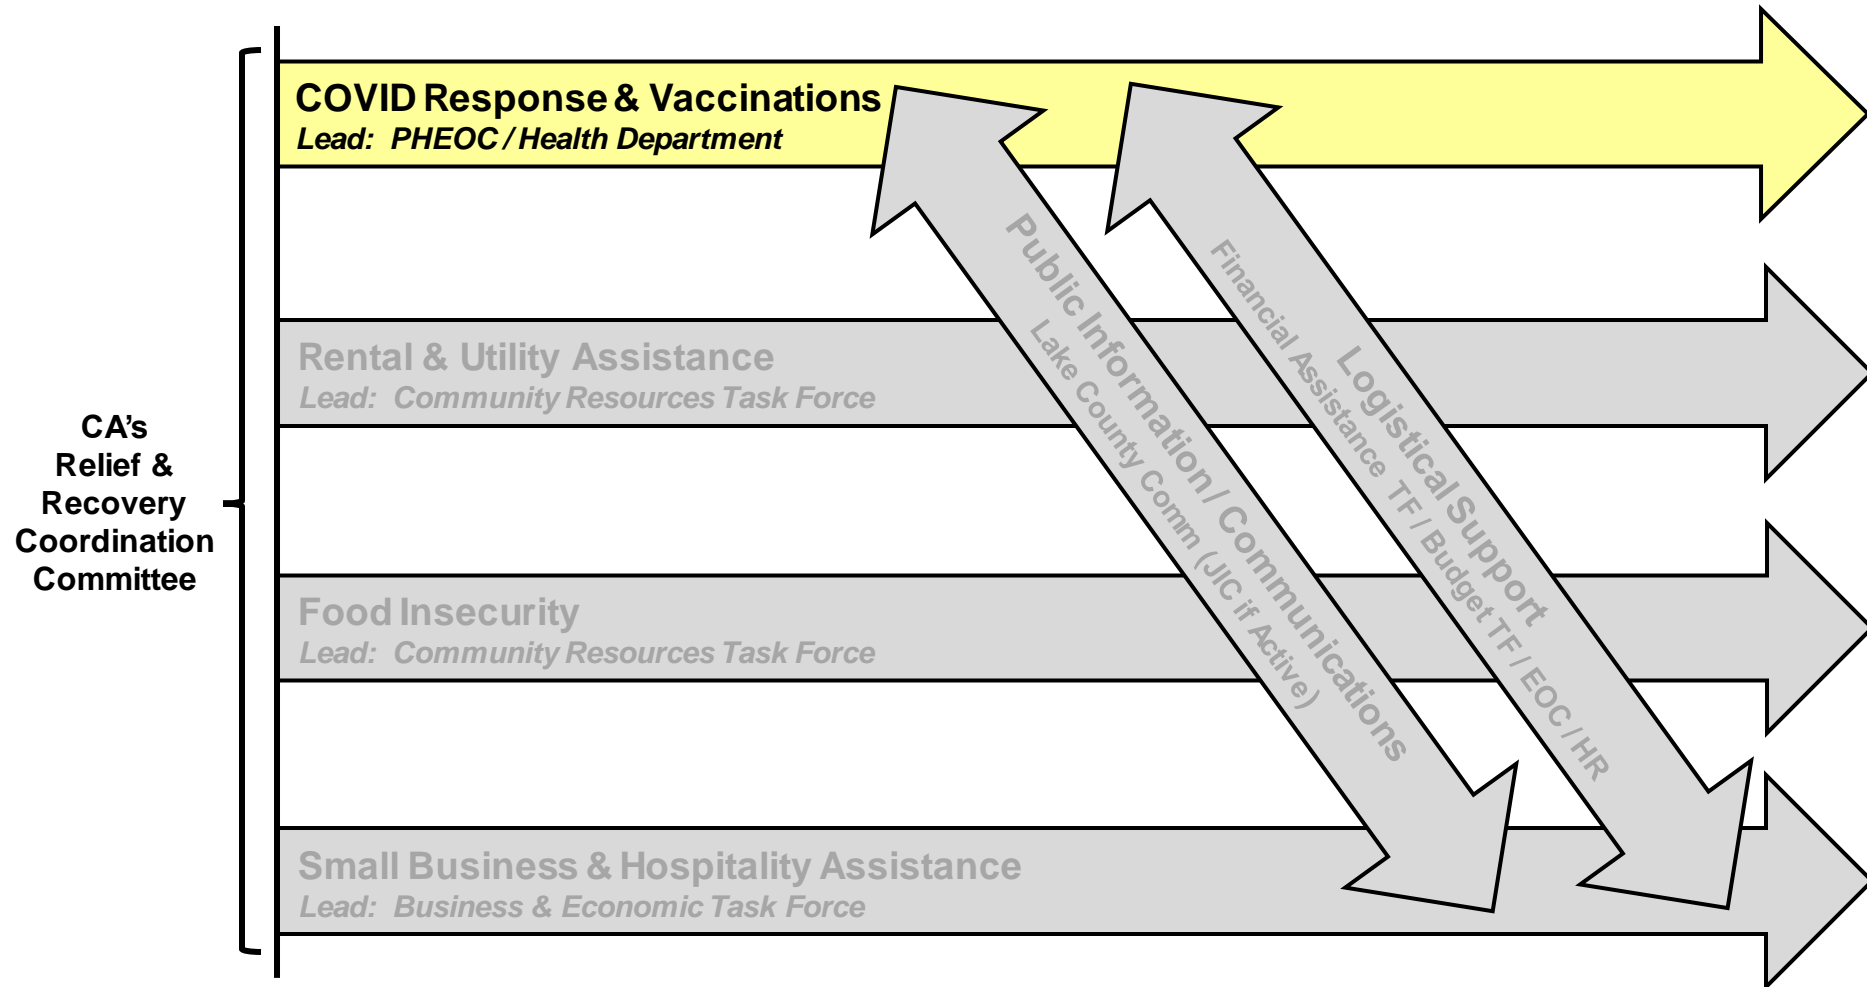 CA's
Relief &
Recovery
Coordination
Committee
COVID Response & Vaccinations
Lead: PHEOC / Health Department
Rental & Utility Assistance
Lead: Community Resources Task Force
Food Insecurity
Lead: Community Resources Task Force
Small Business & Hospitality Assistance
Lead: Business & Economic Task Force
Public Information / Communications
Lake County Comm (JIC if Active)
Logistical Support
Financial Assistance TF / Budget TF / EOC / HR